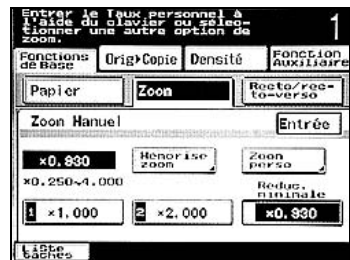 Entrer le Taux personnel à
l'aide du clavier ou sélec-
tionner une autre option de
zoom.
1
Fonctions
de Base
Orig▸Copie
Densité
Fonction
Auxiliaire
Papier
Zoom
Recto/rec-
to-verso
Zoom Manuel
Entrée
×0.930
Mémorise
zoom
Zoom
perso
×0.250~4.000
Réduc.
minimale
1 ×1.000
2 ×2.000
×0.930
Liste
tâches